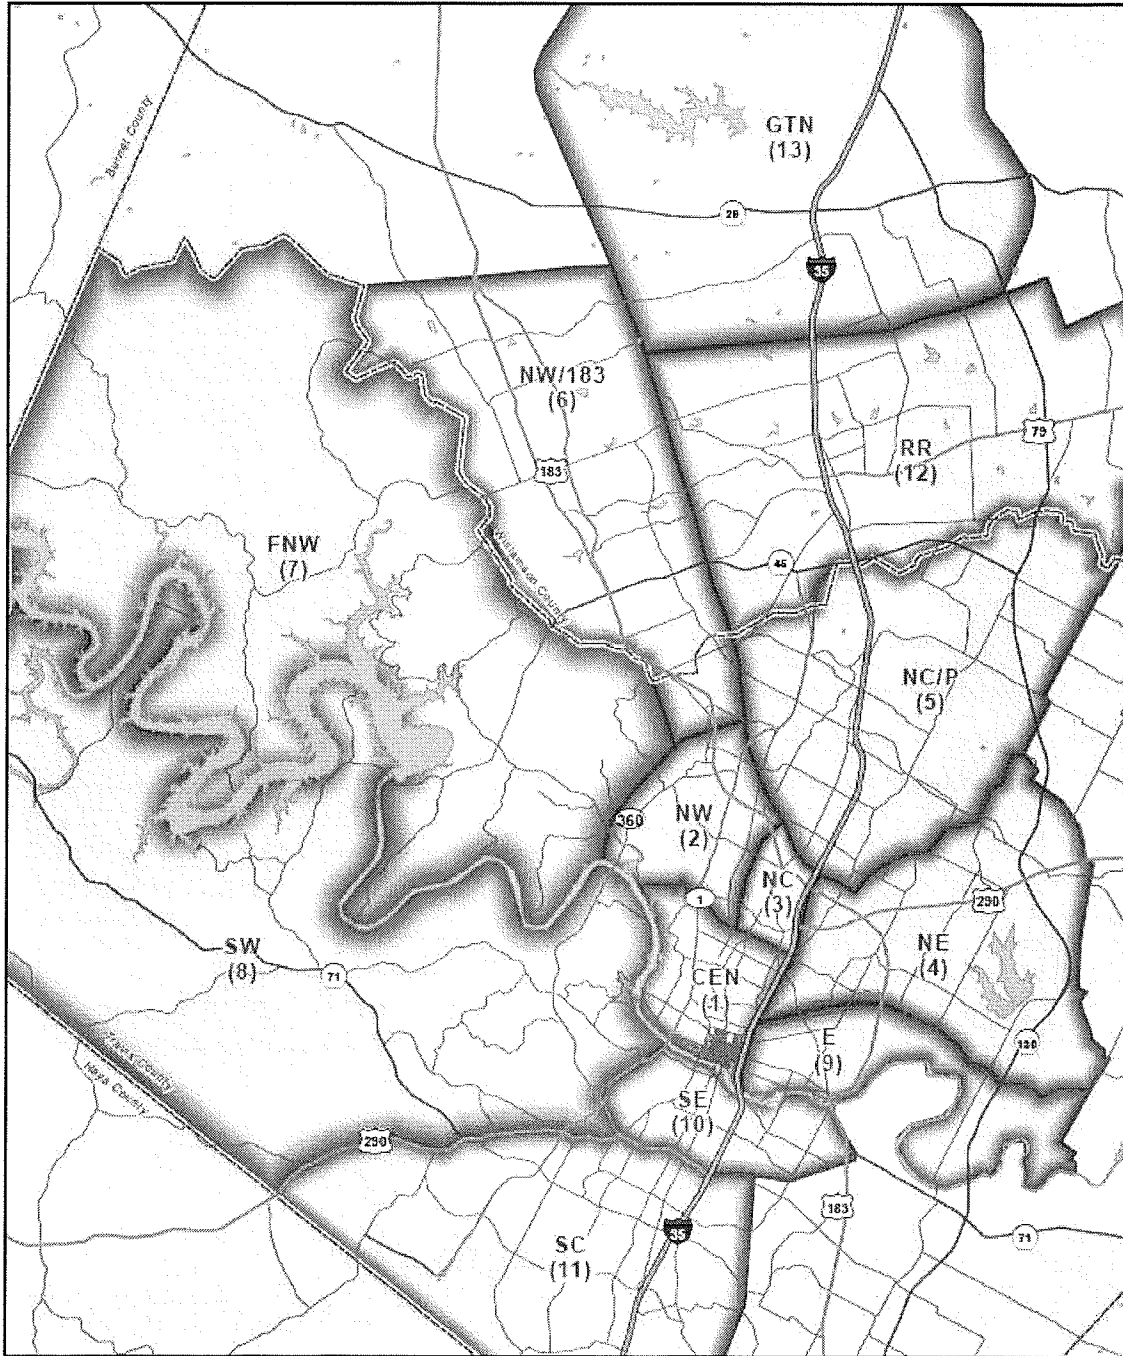 Burnet County
GTN
(13)
29
35
NW/183
(6)
183
79
RR
(12)
FNW
(7)
Williamson County
45
NC/P
(5)
360
NW
(2)
NC
(3)
1
290
NE
(4)
SW
(8)
71
CEN
(1)
Travis County
Hays County
E
(9)
130
SE
(10)
290
183
35
71
SC
(11)